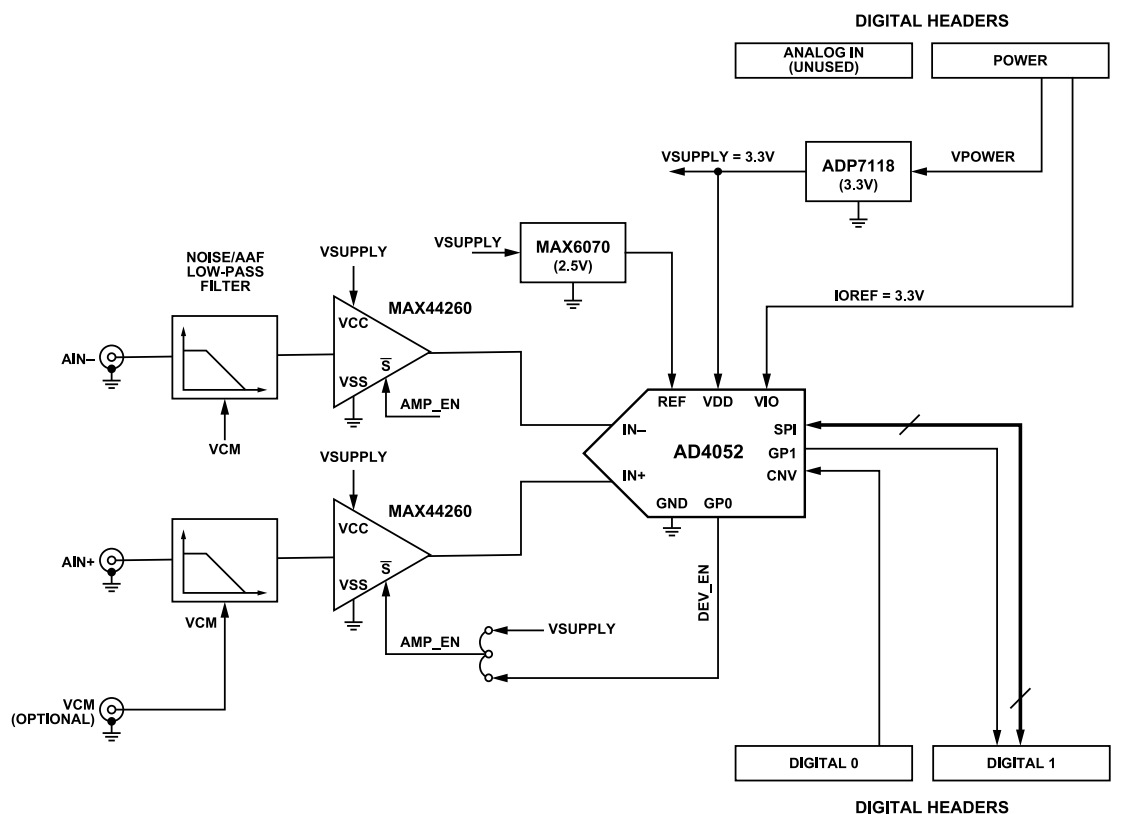 DIGITAL HEADERS
ANALOG IN
(UNUSED)
POWER
VSUPPLY = 3.3V
ADP7118
(3.3V)
VPOWER
VSUPPLY
MAX6070
(2.5V)
IOREF = 3.3V
NOISE/AAF
LOW-PASS
FILTER
VSUPPLY
MAX44260
VCC
AIN–
S̅
VSS
AMP_EN
VCM
REF VDD VIO
SPI
IN–
AD4052
GP1
IN+
CNV
GND GP0
VSUPPLY
MAX44260
VCC
AIN+
S̅
VSS
VCM
AMP_EN
VSUPPLY
DEV_EN
VCM
(OPTIONAL)
DIGITAL 0
DIGITAL 1
DIGITAL HEADERS